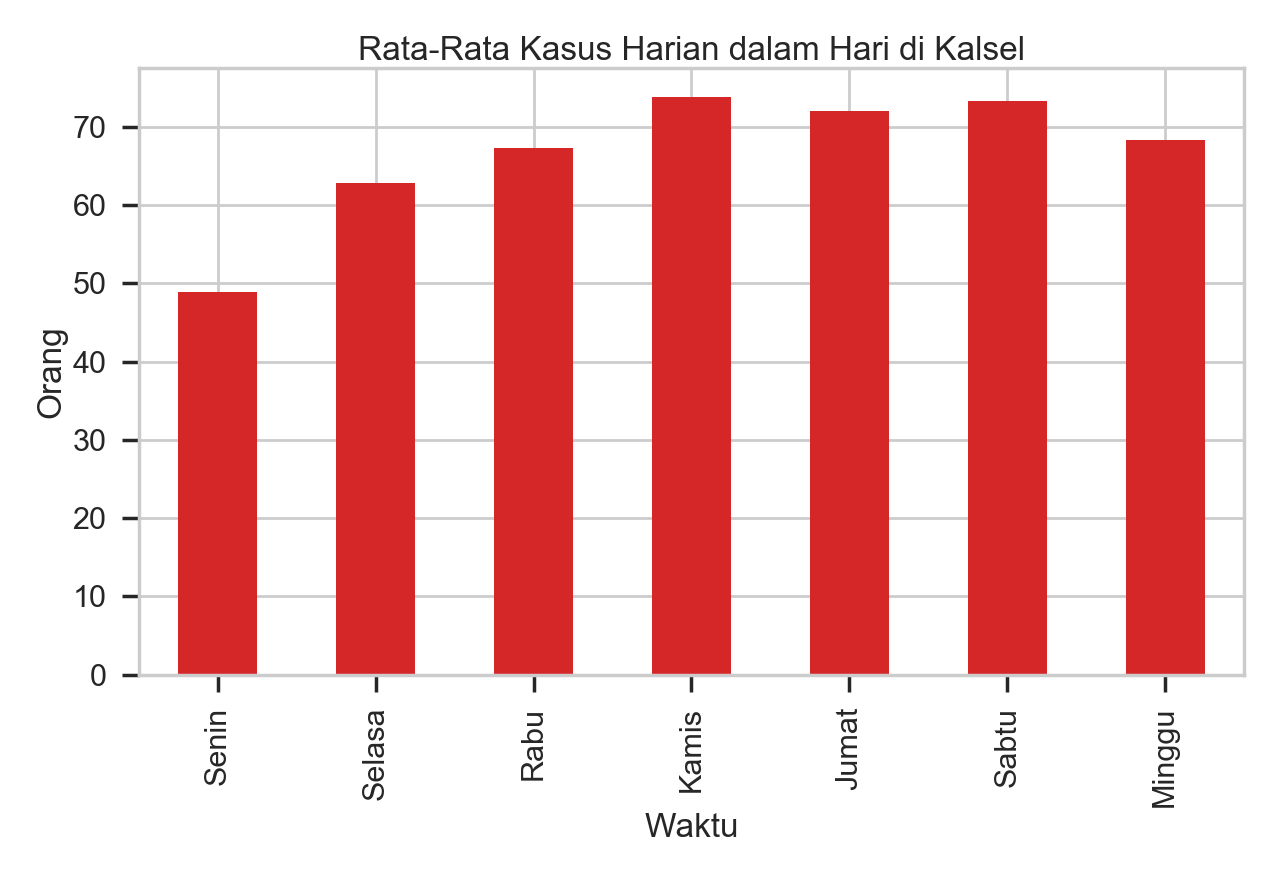 Rata-Rata Kasus Harian dalam Hari di Kalsel
70
60
50
40
30
20
10
0
Orang
Senin
Selasa
Rabu
Kamis
Jumat
Sabtu
Minggu
Waktu